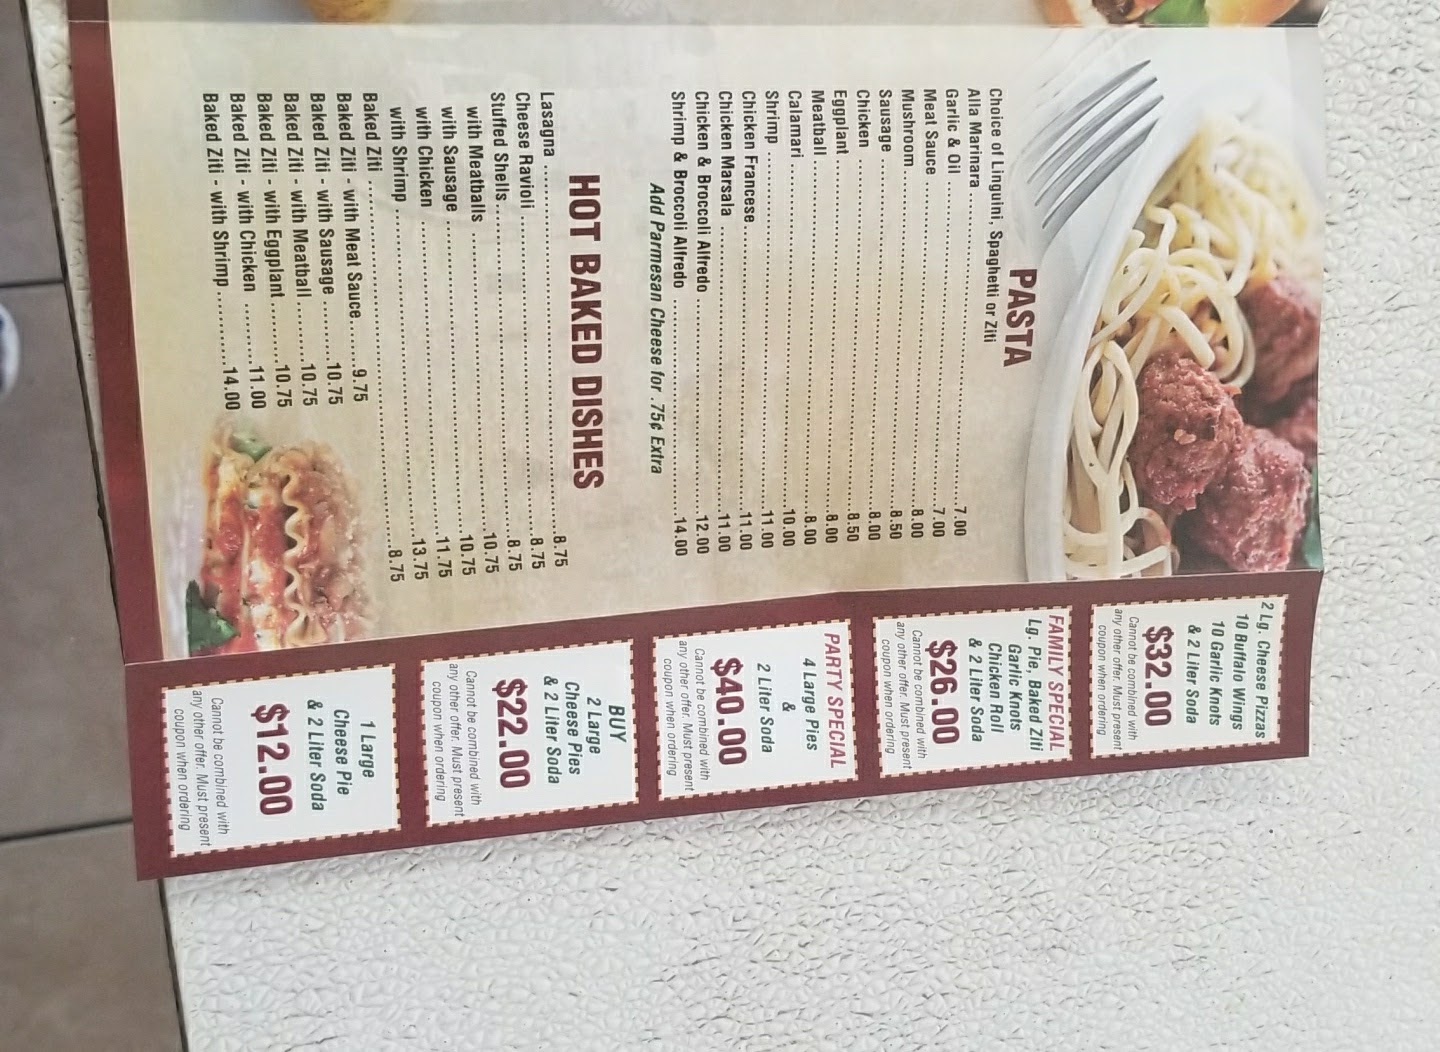 PASTA
Choice of Linguini, Spaghetti or Ziti
Alla Marinara 7.00
Garlic & Oil 7.00
Meat Sauce 8.00
Mushroom 8.50
Sausage 8.00
Chicken 8.50
Eggplant 8.00
Meatball 8.00
Calamari 10.00
Shrimp 11.00
Chicken Francese 11.00
Chicken Marsala 11.00
Chicken & Broccoli Alfredo 12.00
Shrimp & Broccoli Alfredo 14.00
Add Parmesan Cheese for .75¢ Extra
HOT BAKED DISHES
Lasagna 8.75
Cheese Ravioli 8.75
Stuffed Shells 8.75
with Meatballs 10.75
with Sausage 10.75
with Chicken 11.75
with Shrimp 13.75
Baked Ziti 8.75
Baked Ziti - with Meat Sauce 9.75
Baked Ziti - with Sausage 10.75
Baked Ziti - with Meatball 10.75
Baked Ziti - with Eggplant 10.75
Baked Ziti - with Chicken 11.00
Baked Ziti - with Shrimp 14.00
2 Lg. Cheese Pizzas
10 Buffalo Wings
10 Garlic Knots
& 2 Liter Soda
$32.00
Cannot be combined with
any other offer. Must present
coupon when ordering
FAMILY SPECIAL
Lg. Pie, Baked Ziti
Garlic Knots
Chicken Roll
& 2 Liter Soda
$26.00
Cannot be combined with
any other offer. Must present
coupon when ordering
PARTY SPECIAL
4 Large Pies
&
2 Liter Soda
$40.00
Cannot be combined with
any other offer. Must present
coupon when ordering
BUY
2 Large
Cheese Pies
& 2 Liter Soda
$22.00
Cannot be combined with
any other offer. Must present
coupon when ordering
1 Large
Cheese Pie
& 2 Liter Soda
$12.00
Cannot be combined with
any other offer. Must present
coupon when ordering